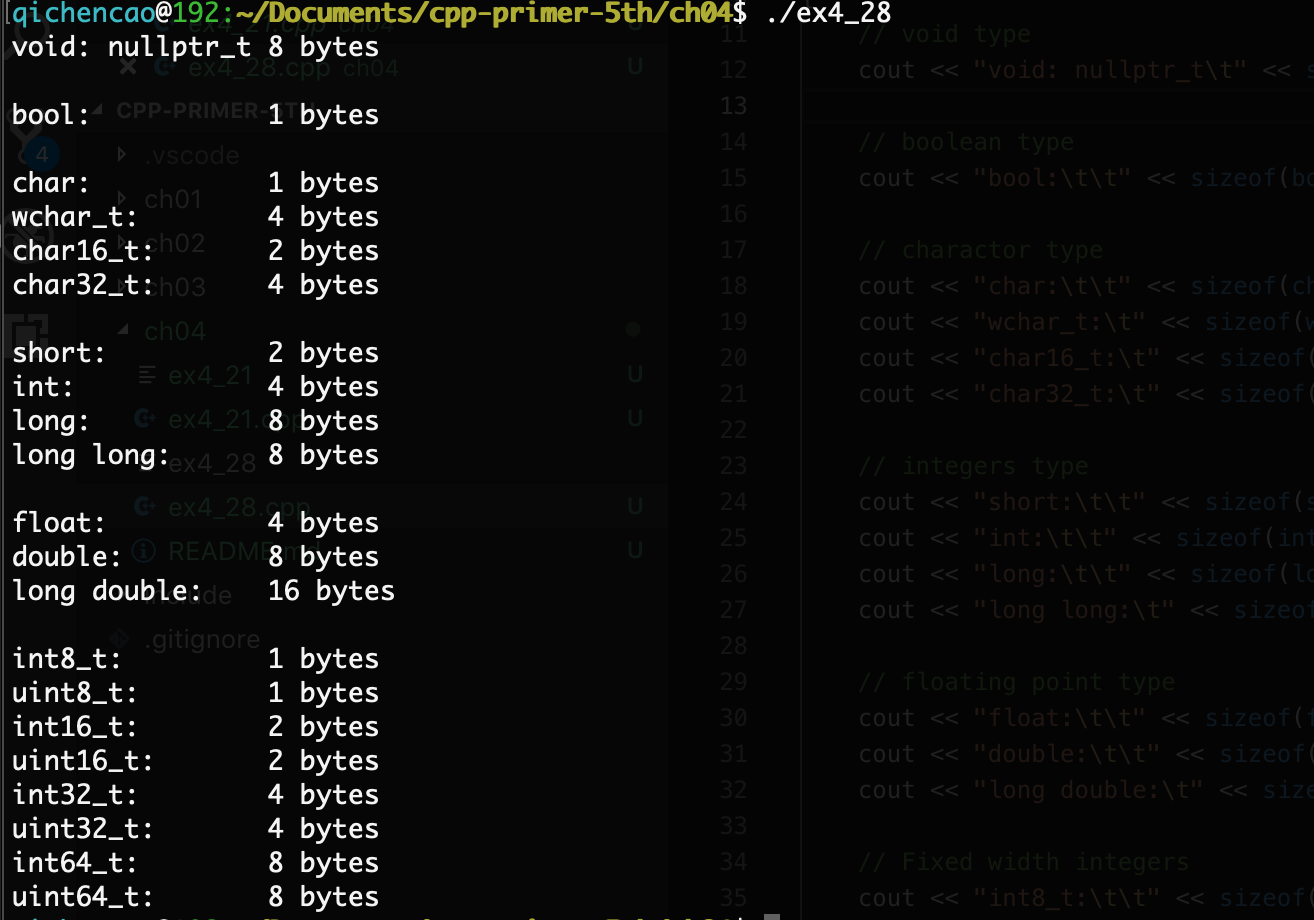 [qichencao@192:~/Documents/cpp-primer-5th/ch04$ ./ex4_28
void: nullptr_t 8 bytes
bool: 1 bytes
char: 1 bytes
wchar_t: 4 bytes
char16_t: 2 bytes
char32_t: 4 bytes
short: 2 bytes
int: 4 bytes
long: 8 bytes
long long: 8 bytes
float: 4 bytes
double: 8 bytes
long double: 16 bytes
int8_t: 1 bytes
uint8_t: 1 bytes
int16_t: 2 bytes
uint16_t: 2 bytes
int32_t: 4 bytes
uint32_t: 4 bytes
int64_t: 8 bytes
uint64_t: 8 bytes
ex4_28.cpp ch04 U
CPP-PRIMER-5TH
4
.vscode
ch01
ch02
ch03
ch04
ex4_21 U
ex4_21.cpp U
ex4_28
ex4_28.cpp U
README.md U
include
.gitignore
11 // void type
12 cout << "void: nullptr_t\t" << s
13
14 // boolean type
15 cout << "bool:\t\t" << sizeof(bo
16
17 // charactor type
18 cout << "char:\t\t" << sizeof(ch
19 cout << "wchar_t:\t" << sizeof(w
20 cout << "char16_t:\t" << sizeof(
21 cout << "char32_t:\t" << sizeof(
22
23 // integers type
24 cout << "short:\t\t" << sizeof(s
25 cout << "int:\t\t" << sizeof(int
26 cout << "long:\t\t" << sizeof(lo
27 cout << "long long:\t" << sizeof
28
29 // floating point type
30 cout << "float:\t\t" << sizeof(f
31 cout << "double:\t\t" << sizeof(
32 cout << "long double:\t" << size
33
34 // Fixed width integers
35 cout << "int8_t:\t\t" << sizeof(